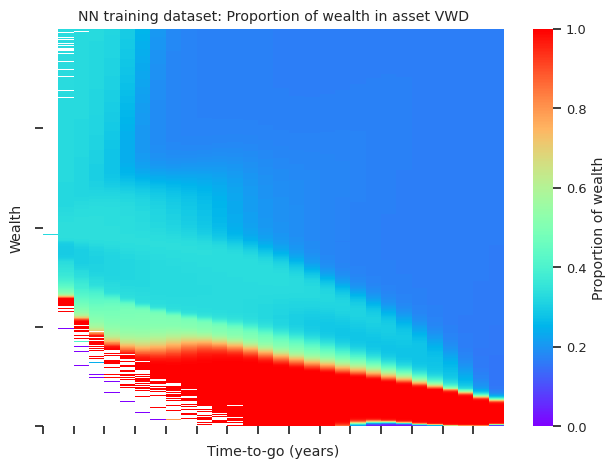 NN training dataset: Proportion of wealth in asset VWD
1.0
0.8
0.6
0.4
0.2
0.0
Proportion of wealth
Wealth
Time-to-go (years)